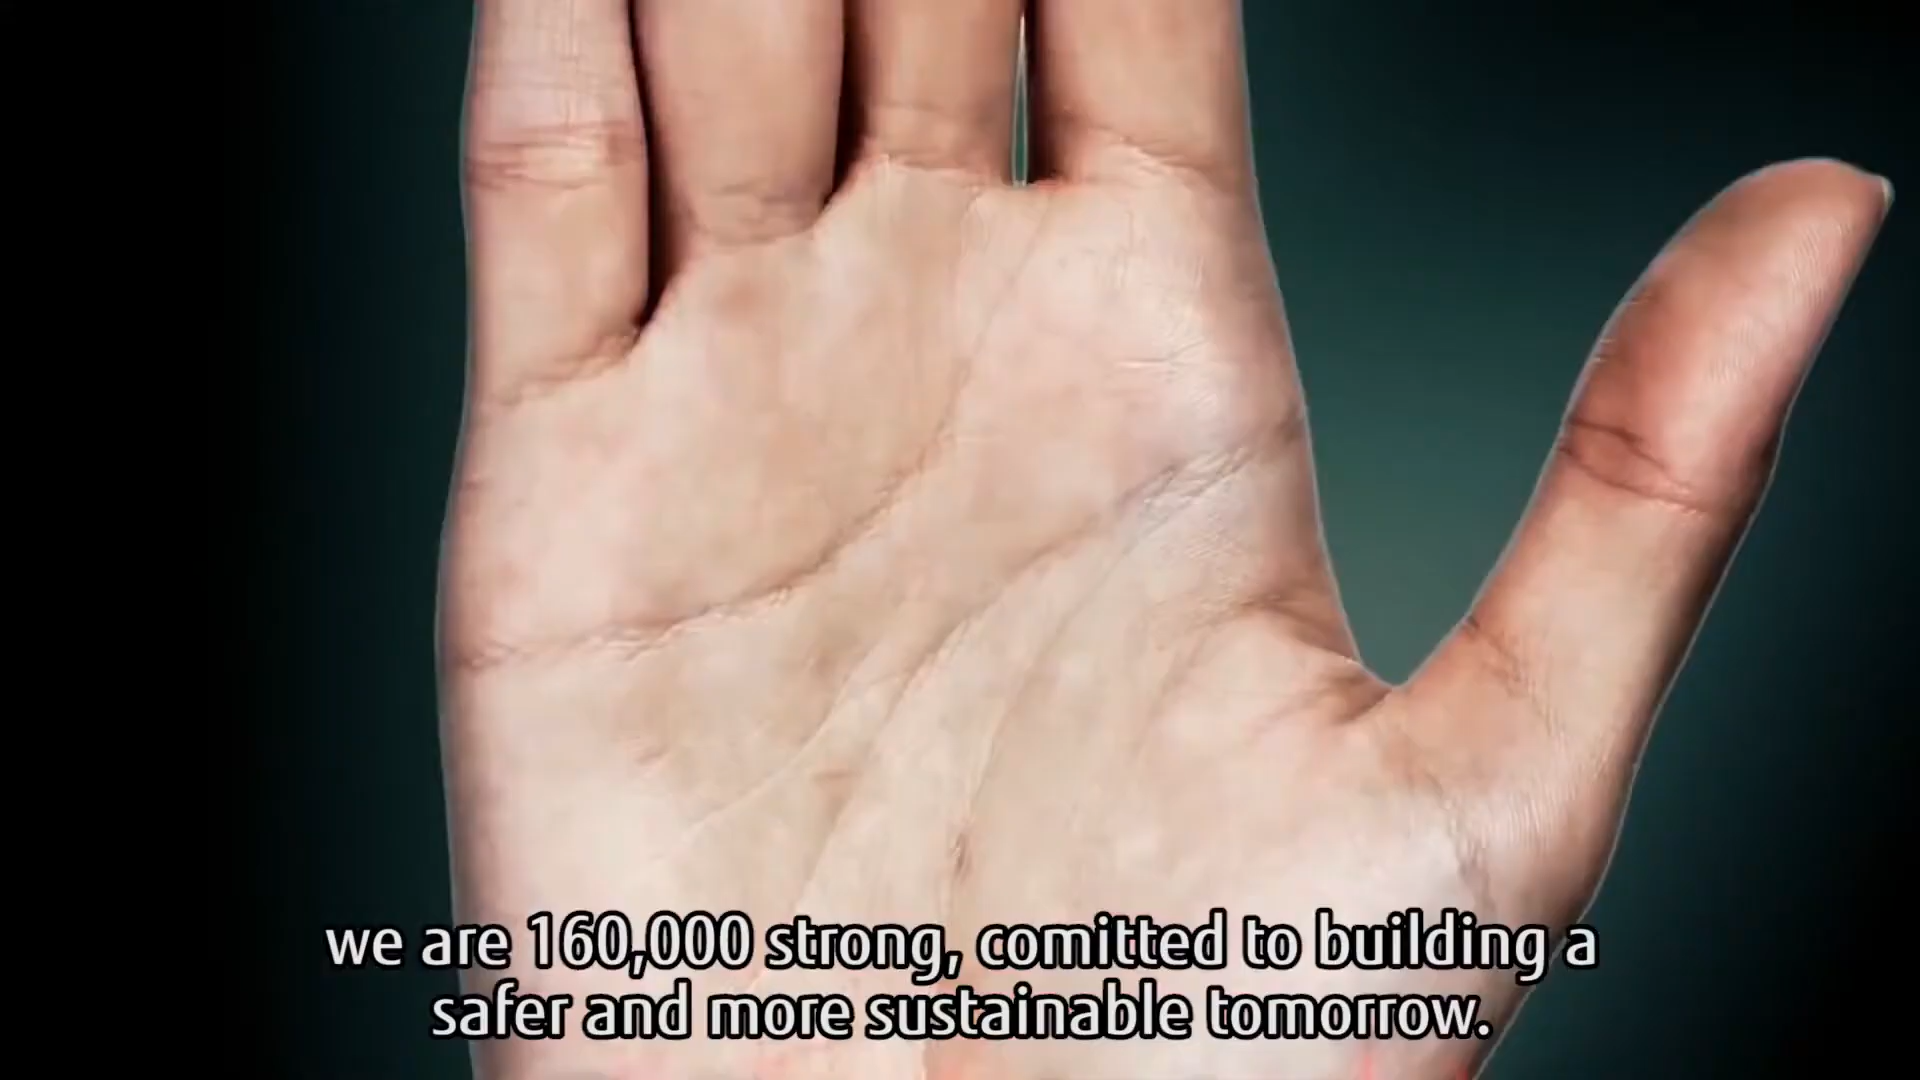 we are 160,000 strong, comitted to building a
safer and more sustainable tomorrow.